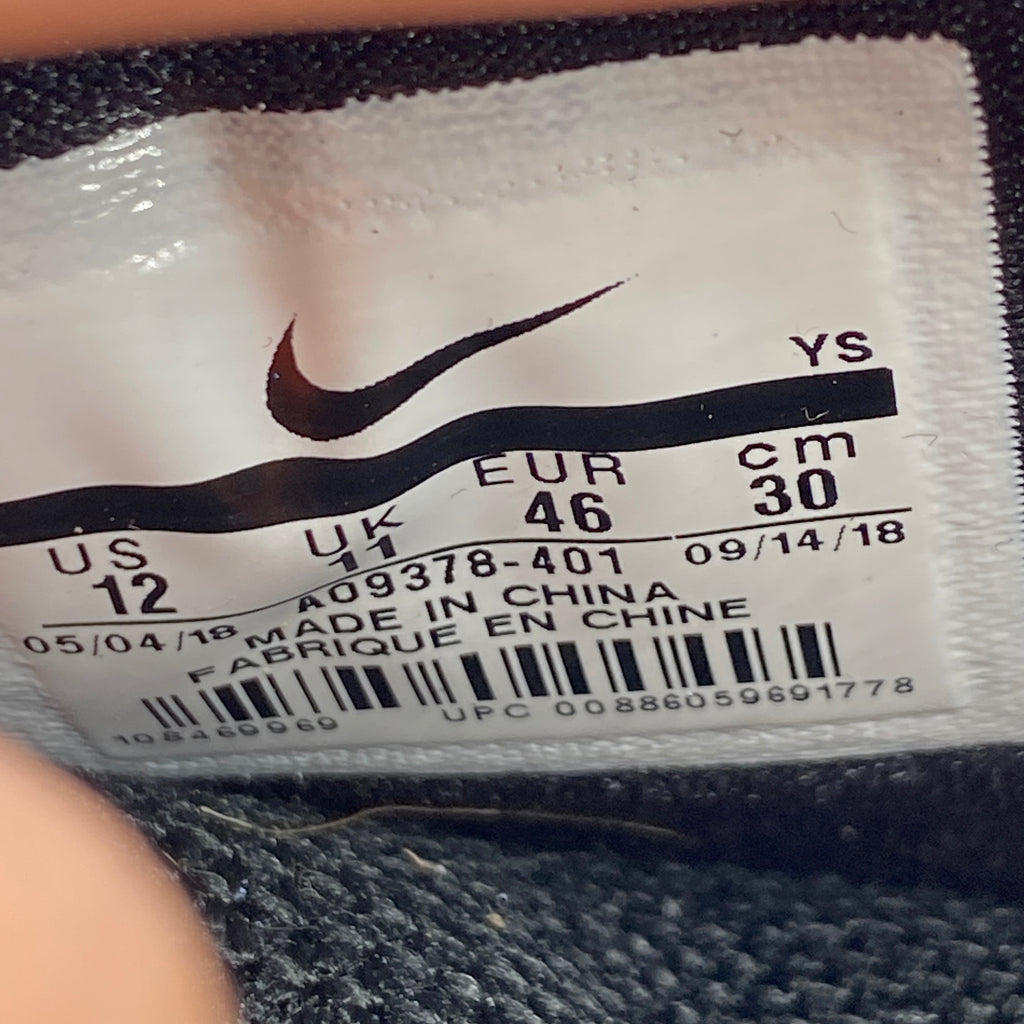 YS
US UK EUR cm
12 11 46 30
05/04/18 AO9378-401 09/14/18
MADE IN CHINA
FABRIQUE EN CHINE
108469969 UPC 00886059691778